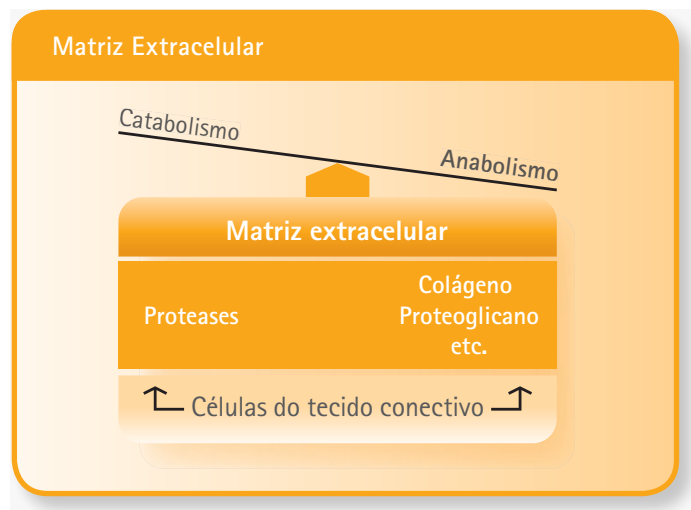 Matriz Extracelular
Catabolismo
Anabolismo
Matriz extracelular
Proteases
Colágeno
Proteoglicano
etc.
Células do tecido conectivo